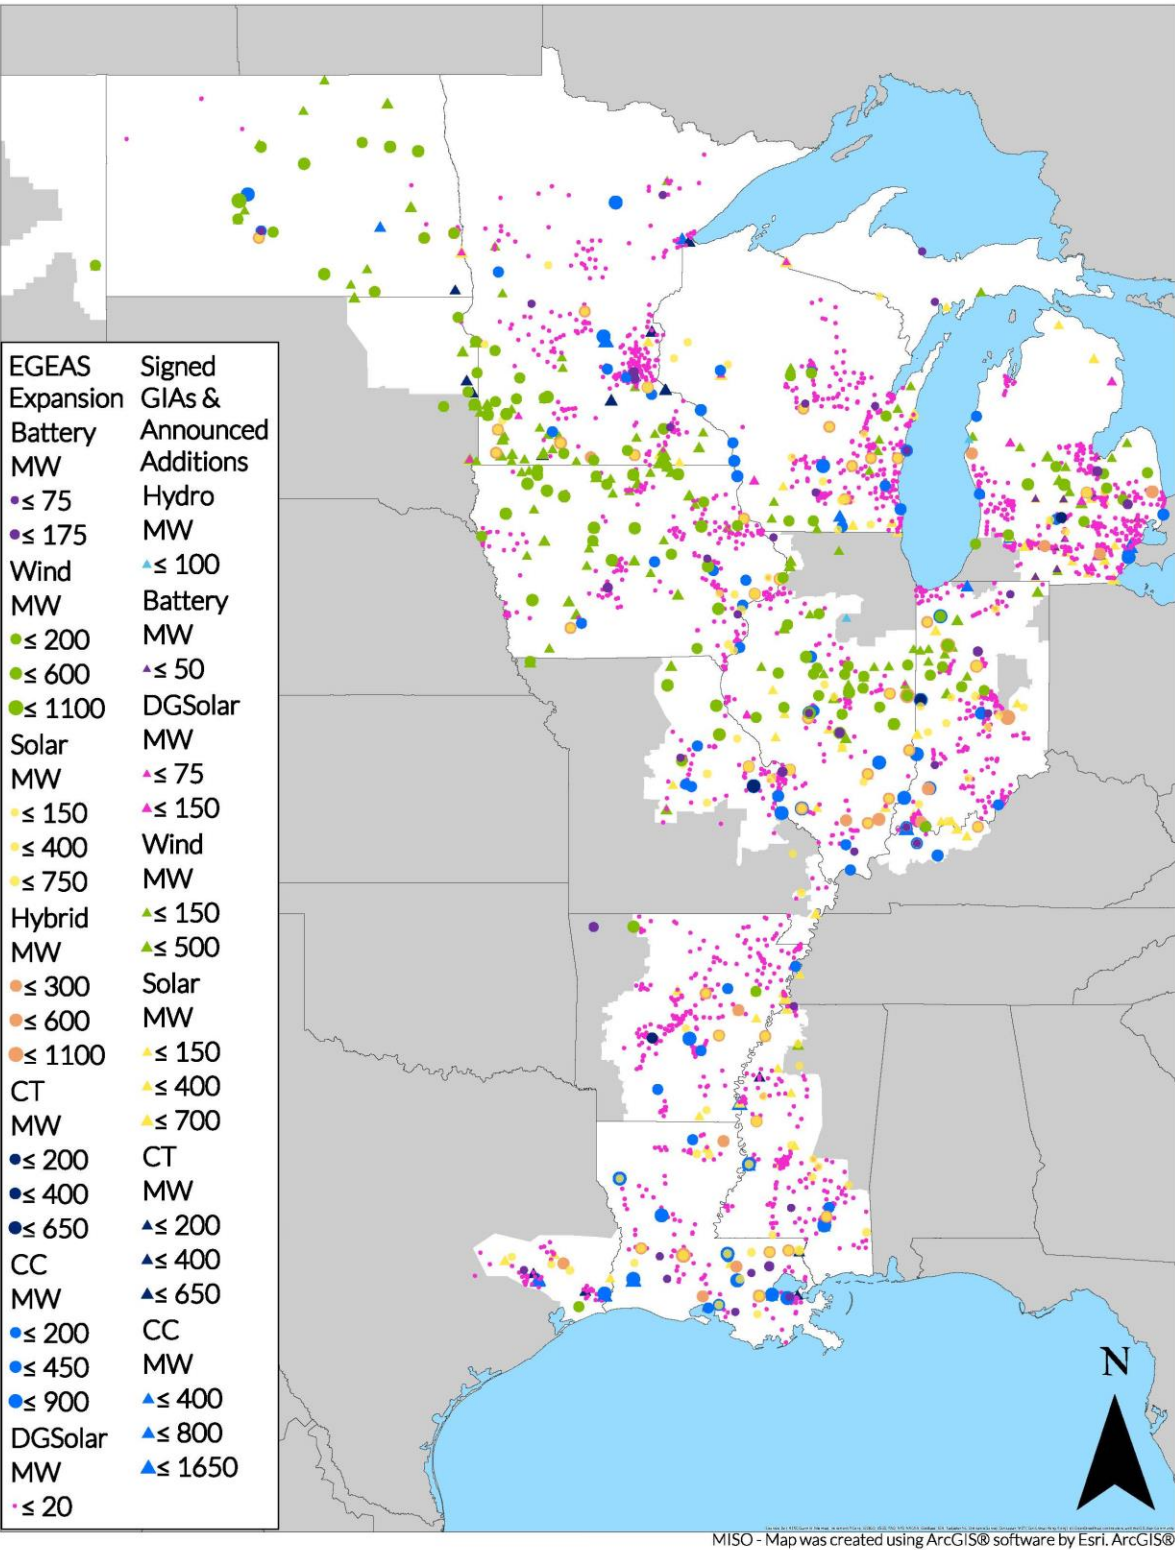 EGEAS
Expansion
Battery
MW
≤ 75
≤ 175
Wind
MW
≤ 200
≤ 600
≤ 1100
Solar
MW
≤ 150
≤ 400
≤ 750
Hybrid
MW
≤ 300
≤ 600
≤ 1100
CT
MW
≤ 200
≤ 400
≤ 650
CC
MW
≤ 200
≤ 450
≤ 900
DGSolar
MW
≤ 20
Signed
GIAs &
Announced
Additions
Hydro
MW
≤ 100
Battery
MW
≤ 50
DGSolar
MW
≤ 75
≤ 150
Wind
MW
≤ 150
≤ 500
Solar
MW
≤ 150
≤ 400
≤ 700
CT
MW
≤ 200
≤ 400
≤ 650
CC
MW
≤ 400
≤ 800
≤ 1650
N
MISO - Map was created using ArcGIS® software by Esri. ArcGIS®